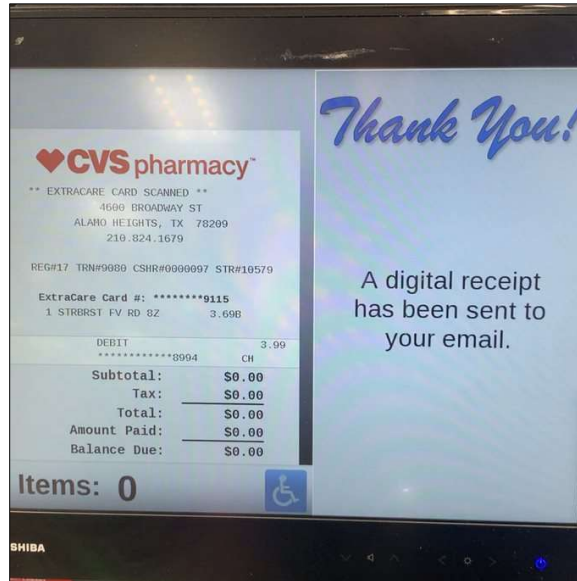 CVS pharmacy™
** EXTRACARE CARD SCANNED **
4600 BROADWAY ST
ALAMO HEIGHTS, TX 78209
210.824.1679
REG#17 TRN#9080 CSHR#0000097 STR#10579
ExtraCare Card #: ********9115
1 STRBRST FV RD 8Z 3.69B
DEBIT 3.99
************8994 CH
Subtotal: $0.00
Tax: $0.00
Total: $0.00
Amount Paid: $0.00
Balance Due: $0.00
Items: 0
Thank You!
A digital receipt
has been sent to
your email.
SHIBA